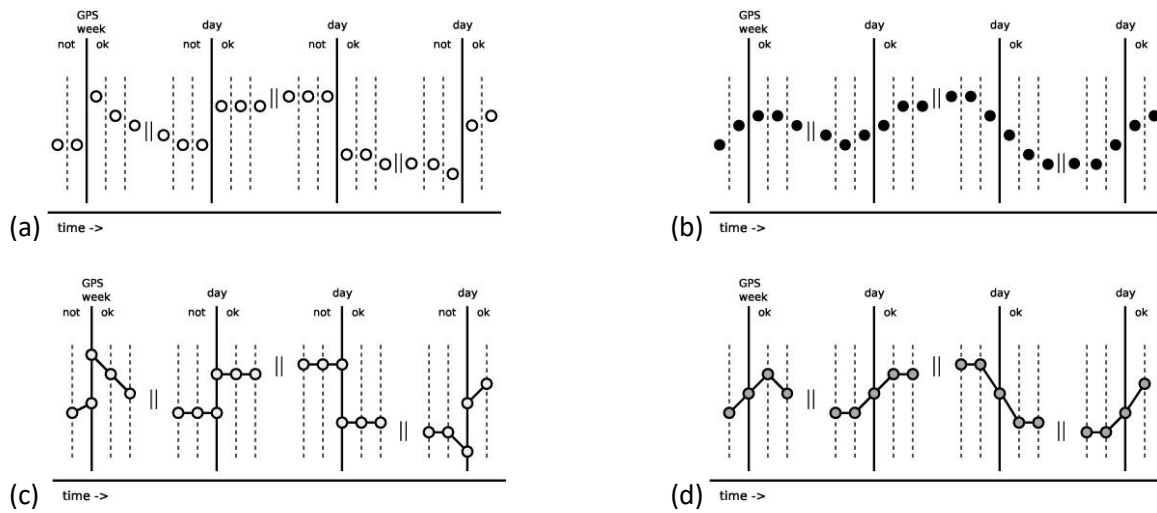 GPS
week day day day
not ok not ok not ok not ok
(a) time ->
GPS
week day day day
ok ok ok ok
(b) time ->
GPS
week day day day
not ok not ok not ok not ok
(c) time ->
GPS
week day day day
ok ok ok ok
(d) time ->